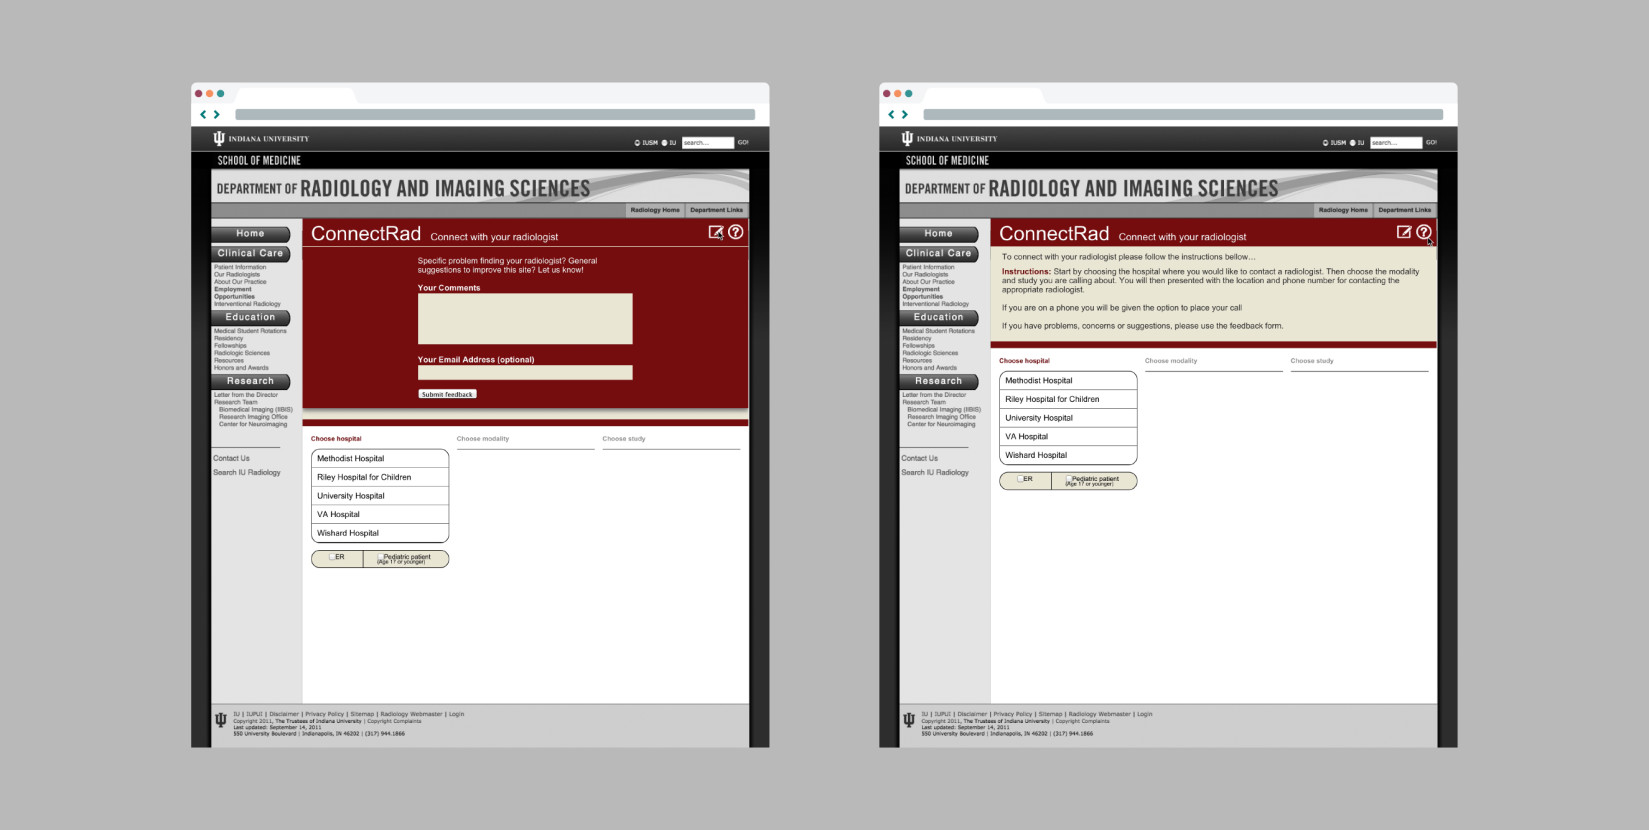 INDIANA UNIVERSITY
IUSM IU search... GO!
SCHOOL OF MEDICINE
DEPARTMENT OF RADIOLOGY AND IMAGING SCIENCES
Radiology Home Department Links
Home
Clinical Care
Patient Information
Our Radiologists
About Our Practice
Employment
Opportunities
Interventional Radiology
Education
Medical Student Rotations
Residency
Fellowships
Radiologic Sciences
Resources
Honors and Awards
Research
Letter from the Director
Research Team
Biomedical Imaging (IIBIS)
Research Imaging Office
Center for Neuroimaging
Contact Us
Search IU Radiology
ConnectRad Connect with your radiologist
Specific problem finding your radiologist? General
suggestions to improve this site? Let us know!
Your Comments
Your Email Address (optional)
Submit feedback
Choose hospital Choose modality Choose study
Methodist Hospital
Riley Hospital for Children
University Hospital
VA Hospital
Wishard Hospital
ER Pediatric patient
(Age 17 or younger)
IU | IUPUI | Disclaimer | Privacy Policy | Sitemap | Radiology Webmaster | Login
Copyright 2011, The Trustees of Indiana University | Copyright Complaints
Last updated: September 14, 2011
550 University Boulevard | Indianapolis, IN 46202 | (317) 944.1866
INDIANA UNIVERSITY
IUSM IU search... GO!
SCHOOL OF MEDICINE
DEPARTMENT OF RADIOLOGY AND IMAGING SCIENCES
Radiology Home Department Links
Home
Clinical Care
Patient Information
Our Radiologists
About Our Practice
Employment
Opportunities
Interventional Radiology
Education
Medical Student Rotations
Residency
Fellowships
Radiologic Sciences
Resources
Honors and Awards
Research
Letter from the Director
Research Team
Biomedical Imaging (IIBIS)
Research Imaging Office
Center for Neuroimaging
Contact Us
Search IU Radiology
ConnectRad Connect with your radiologist
?
To connect with your radiologist please follow the instructions bellow...
Instructions: Start by choosing the hospital where you would like to contact a radiologist. Then choose the modality
and study you are calling about. You will then presented with the location and phone number for contacting the
appropriate radiologist.
If you are on a phone you will be given the option to place your call
If you have problems, concerns or suggestions, please use the feedback form.
Choose hospital Choose modality Choose study
Methodist Hospital
Riley Hospital for Children
University Hospital
VA Hospital
Wishard Hospital
ER Pediatric patient
(Age 17 or younger)
IU | IUPUI | Disclaimer | Privacy Policy | Sitemap | Radiology Webmaster | Login
Copyright 2011, The Trustees of Indiana University | Copyright Complaints
Last updated: September 14, 2011
550 University Boulevard | Indianapolis, IN 46202 | (317) 944.1866